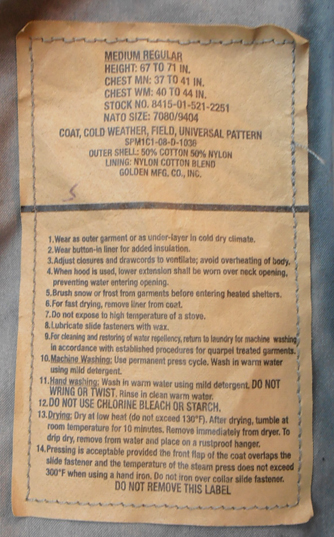 MEDIUM REGULAR
HEIGHT: 67 TO 71 IN.
CHEST MN: 37 TO 41 IN.
CHEST WM: 40 TO 44 IN.
STOCK NO. 8415-01-521-2251
NATO SIZE: 7080/9404
COAT, COLD WEATHER, FIELD, UNIVERSAL PATTERN
SPM1C1-08-D-1036
OUTER SHELL: 50% COTTON 50% NYLON
LINING: NYLON COTTON BLEND
GOLDEN MFG. CO., INC.
1.Wear as outer garment or as under-layer in cold dry climate.
2.Wear button-in liner for added insulation.
3.Adjust closures and drawcords to ventilate; avoid overheating of body.
4.When hood is used, lower extension shall be worn over neck opening,
preventing water entering opening.
5.Brush snow or frost from garments before entering heated shelters.
6.For fast drying, remove liner from coat.
7.Do not expose to high temperature of a stove.
8.Lubricate slide fasteners with wax.
9.For cleaning and restoring of water repellency, return to laundry for machine washing
in accordance with established procedures for quarpel treated garments.
10.Machine Washing: Use permanent press cycle. Wash in warm water
using mild detergent.
11.Hand washing: Wash in warm water using mild detergent. DO NOT
WRING OR TWIST. Rinse in clean warm water.
12.DO NOT USE CHLORINE BLEACH OR STARCH.
13.Drying: Dry at low heat (do not exceed 130°F). After drying, tumble at
room temperature for 10 minutes. Remove immediately from dryer. To
drip dry, remove from water and place on a rustproof hanger.
14.Pressing is acceptable provided the front flap of the coat overlaps the
slide fastener and the temperature of the steam press does not exceed
300°F when using a hand iron. Do not iron over collar slide fastener.
DO NOT REMOVE THIS LABEL